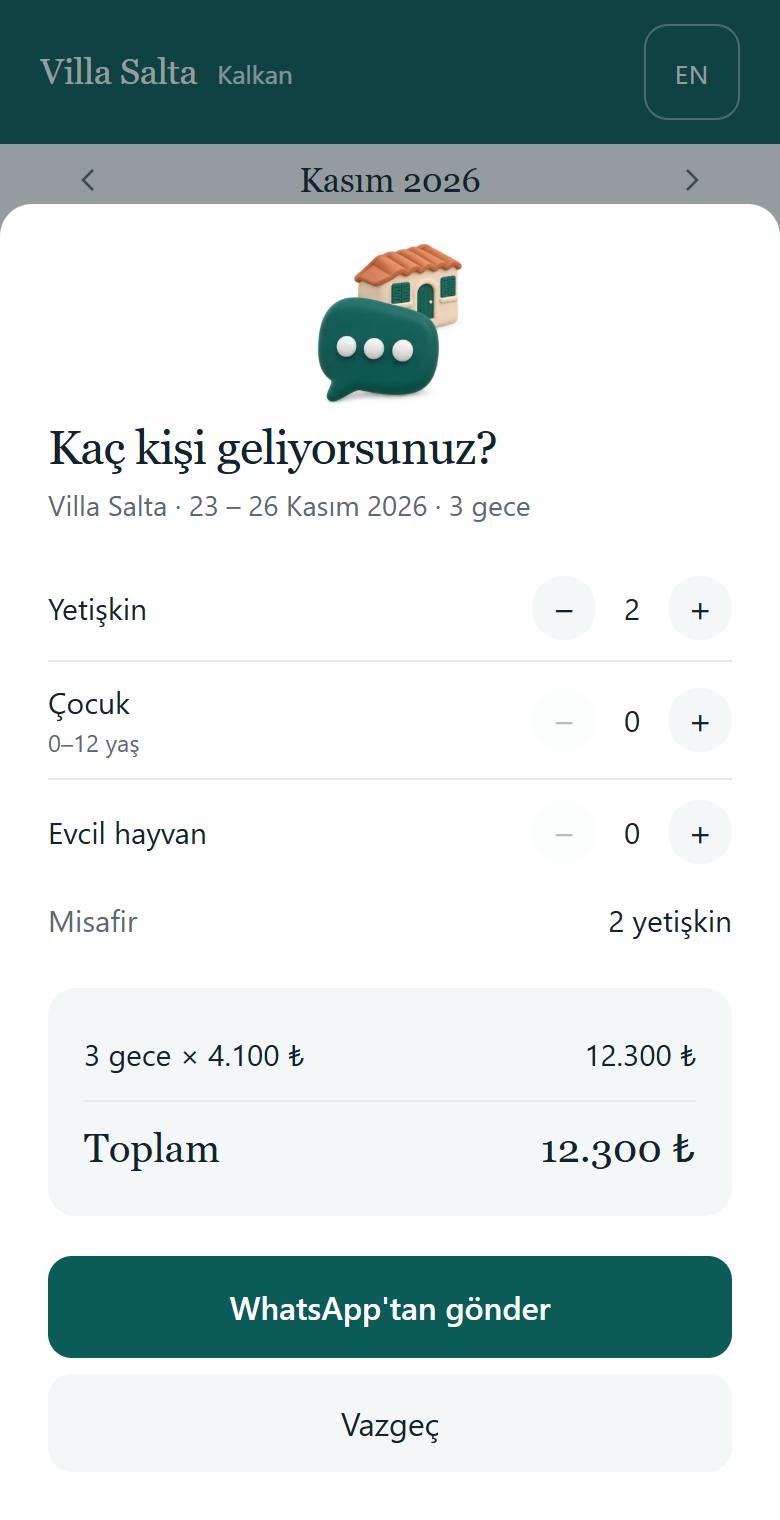 Villa Salta Kalkan EN
Kasım 2026
Kaç kişi geliyorsunuz?
Villa Salta · 23 – 26 Kasım 2026 · 3 gece
Yetişkin − 2 +
Çocuk − 0 +
0–12 yaş
Evcil hayvan − 0 +
Misafir 2 yetişkin
3 gece × 4.100 ₺ 12.300 ₺
Toplam 12.300 ₺
WhatsApp'tan gönder
Vazgeç